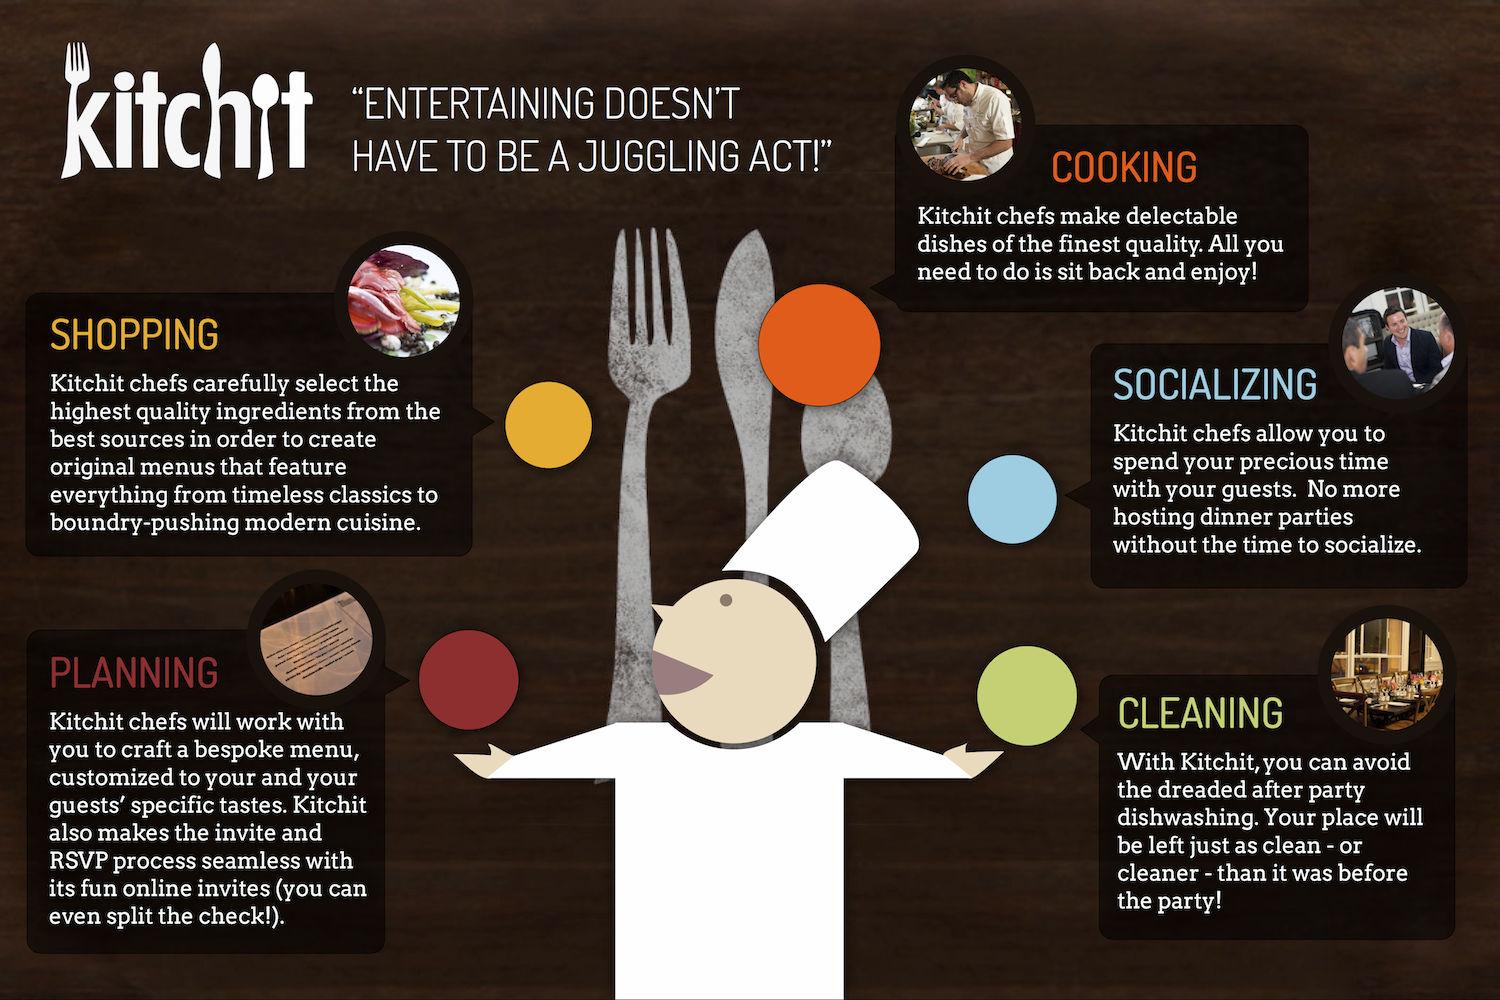 kitchit
“ENTERTAINING DOESN’T
HAVE TO BE A JUGGLING ACT!”
COOKING
Kitchit chefs make delectable
dishes of the finest quality. All you
need to do is sit back and enjoy!
SHOPPING
Kitchit chefs carefully select the
highest quality ingredients from the
best sources in order to create
original menus that feature
everything from timeless classics to
boundry-pushing modern cuisine.
SOCIALIZING
Kitchit chefs allow you to
spend your precious time
with your guests.  No more
hosting dinner parties
without the time to socialize.
PLANNING
Kitchit chefs will work with
you to craft a bespoke menu,
customized to your and your
guests’ specific tastes. Kitchit
also makes the invite and
RSVP process seamless with
its fun online invites (you can
even split the check!).
CLEANING
With Kitchit, you can avoid
the dreaded after party
dishwashing. Your place will
be left just as clean - or
cleaner - than it was before
the party!